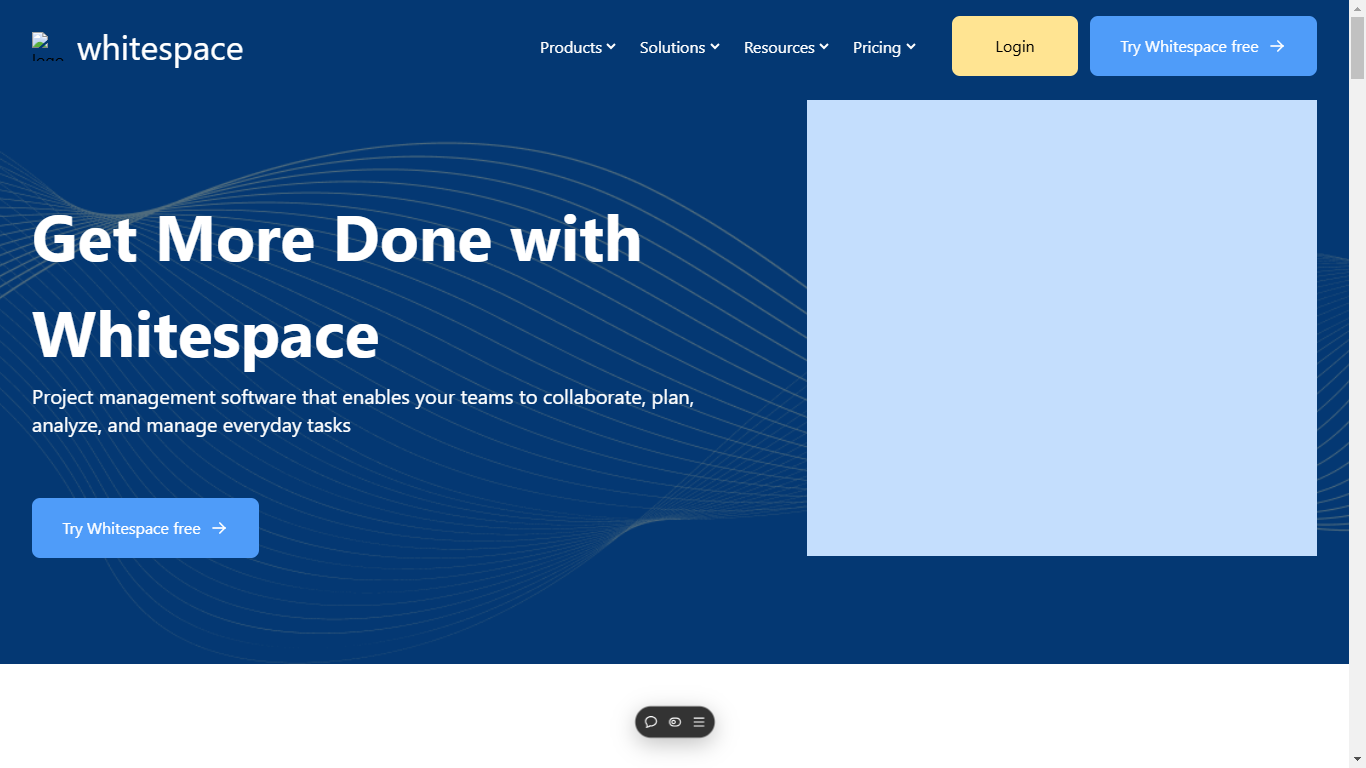 whitespace
Products
Solutions
Resources
Pricing
Login
Try Whitespace free
Get More Done with
Whitespace
Project management software that enables your teams to collaborate, plan,
analyze, and manage everyday tasks
Try Whitespace free